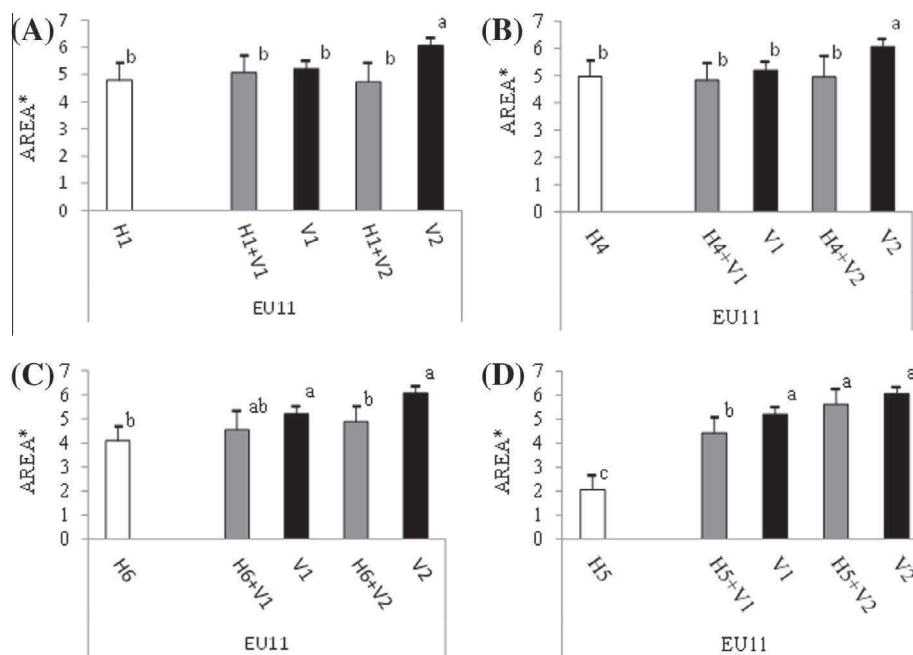 (A)
AREA*
7
6
5
4
3
2
1
0
b b b b a
H1 H1+V1 V1 H1+V2 V2
EU11
(B)
AREA*
7
6
5
4
3
2
1
0
b b b b a
H4 H4+V1 V1 H4+V2 V2
EU11
(C)
AREA*
7
6
5
4
3
2
1
0
b ab a b a
H6 H6+V1 V1 H6+V2 V2
EU11
(D)
AREA*
7
6
5
4
3
2
1
0
c b a a a
H5 H5+V1 V1 H5+V2 V2
EU11